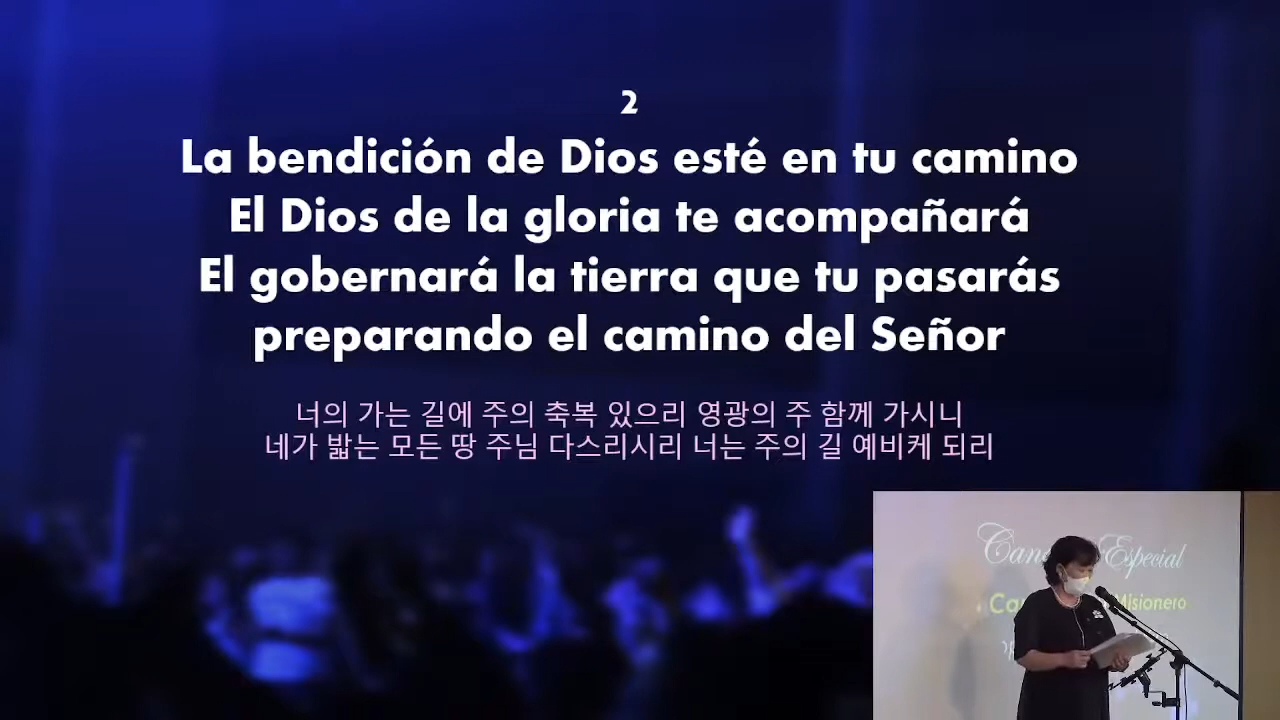 2
La bendición de Dios esté en tu camino
El Dios de la gloria te acompañará
El gobernará la tierra que tu pasarás
preparando el camino del Señor
너의 가는 길에 주의 축복 있으리 영광의 주 함께 가시니
네가 밟는 모든 땅 주님 다스리시리 너는 주의 길 예비케 되리
Especial
Misionero